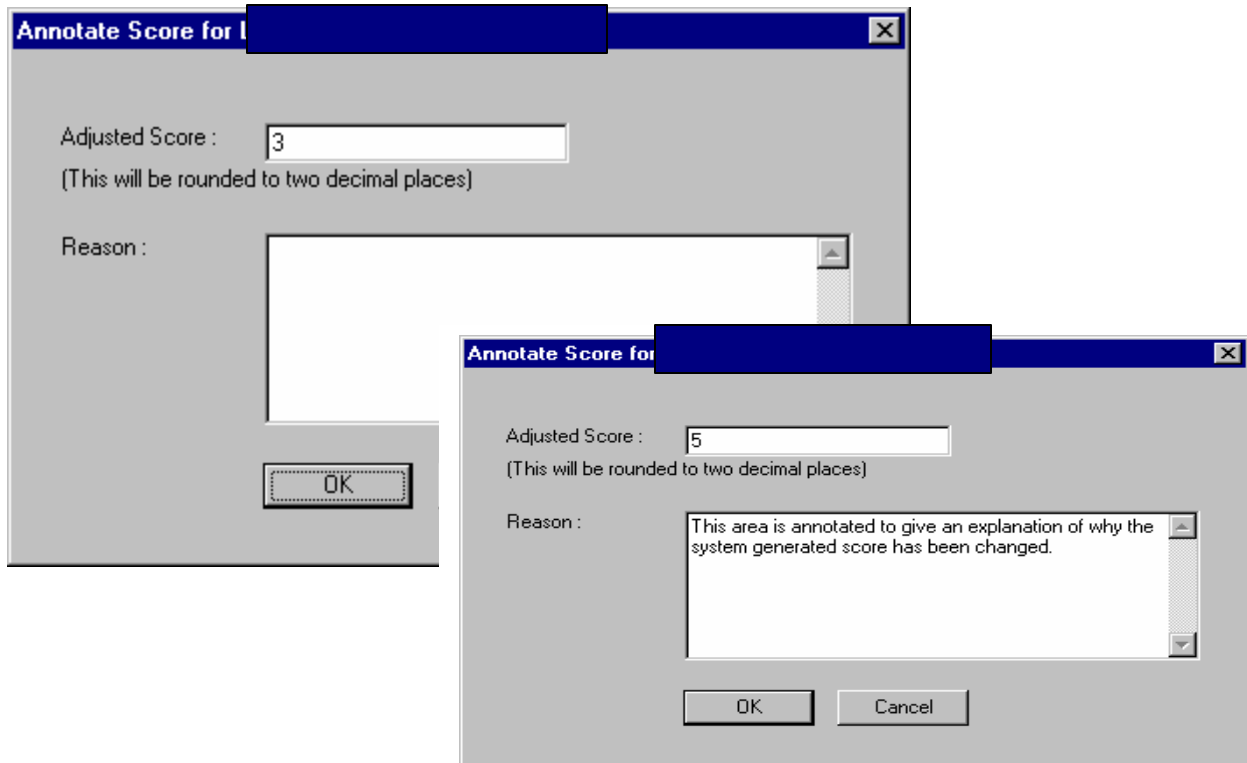 Annotate Score for
Adjusted Score :
3
(This will be rounded to two decimal places)
Reason :
OK
Annotate Score for
Adjusted Score :
5
(This will be rounded to two decimal places)
Reason :
This area is annotated to give an explanation of why the
system generated score has been changed.
OK
Cancel